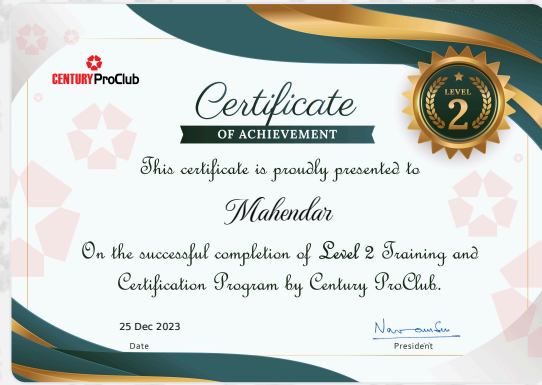 CENTURY ProClub
Certificate
OF ACHIEVEMENT
LEVEL
2
This certificate is proudly presented to
Mahendar
On the successful completion of Level 2 Training and
Certification Program by Century ProClub.
25 Dec 2023
Date
President